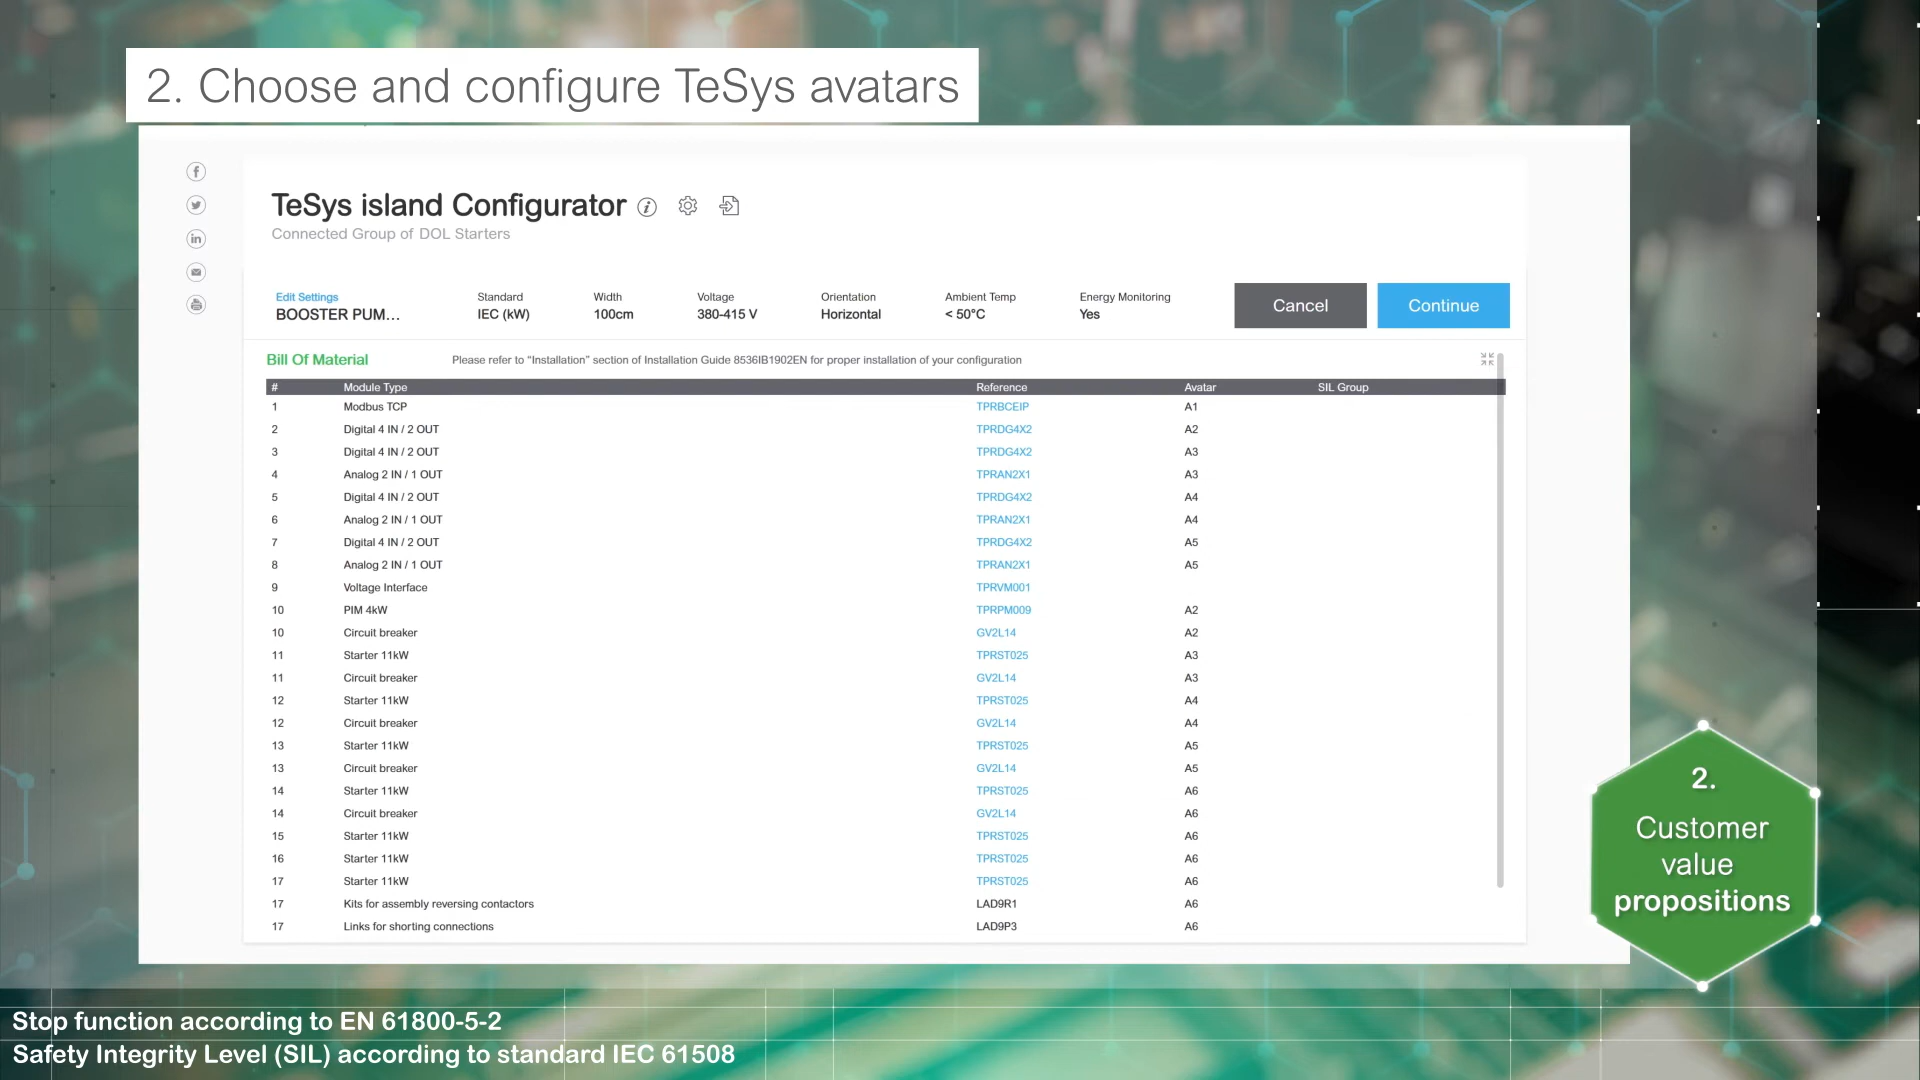 2. Choose and configure TeSys avatars
TeSys island Configurator
Connected Group of DOL Starters
Edit Settings Standard Width Voltage Orientation Ambient Temp Energy Monitoring
BOOSTER PUM... IEC (kW) 100cm 380-415 V Horizontal < 50°C Yes
Cancel Continue
Bill Of Material Please refer to “Installation” section of Installation Guide 8536IB1902EN for proper installation of your configuration
# Module Type Reference Avatar SIL Group
1 Modbus TCP TPRBCEIP A1
2 Digital 4 IN / 2 OUT TPRDG4X2 A2
3 Digital 4 IN / 2 OUT TPRDG4X2 A3
4 Analog 2 IN / 1 OUT TPRAN2X1 A3
5 Digital 4 IN / 2 OUT TPRDG4X2 A4
6 Analog 2 IN / 1 OUT TPRAN2X1 A4
7 Digital 4 IN / 2 OUT TPRDG4X2 A5
8 Analog 2 IN / 1 OUT TPRAN2X1 A5
9 Voltage Interface TPRVM001
10 PIM 4kW TPRPM009 A2
10 Circuit breaker GV2L14 A2
11 Starter 11kW TPRST025 A3
11 Circuit breaker GV2L14 A3
12 Starter 11kW TPRST025 A4
12 Circuit breaker GV2L14 A4
13 Starter 11kW TPRST025 A5
13 Circuit breaker GV2L14 A5
14 Starter 11kW TPRST025 A6
14 Circuit breaker GV2L14 A6
15 Starter 11kW TPRST025 A6
16 Starter 11kW TPRST025 A6
17 Starter 11kW TPRST025 A6
17 Kits for assembly reversing contactors LAD9R1 A6
17 Links for shorting connections LAD9P3 A6
2.
Customer
value
propositions
Stop function according to EN 61800-5-2
Safety Integrity Level (SIL) according to standard IEC 61508